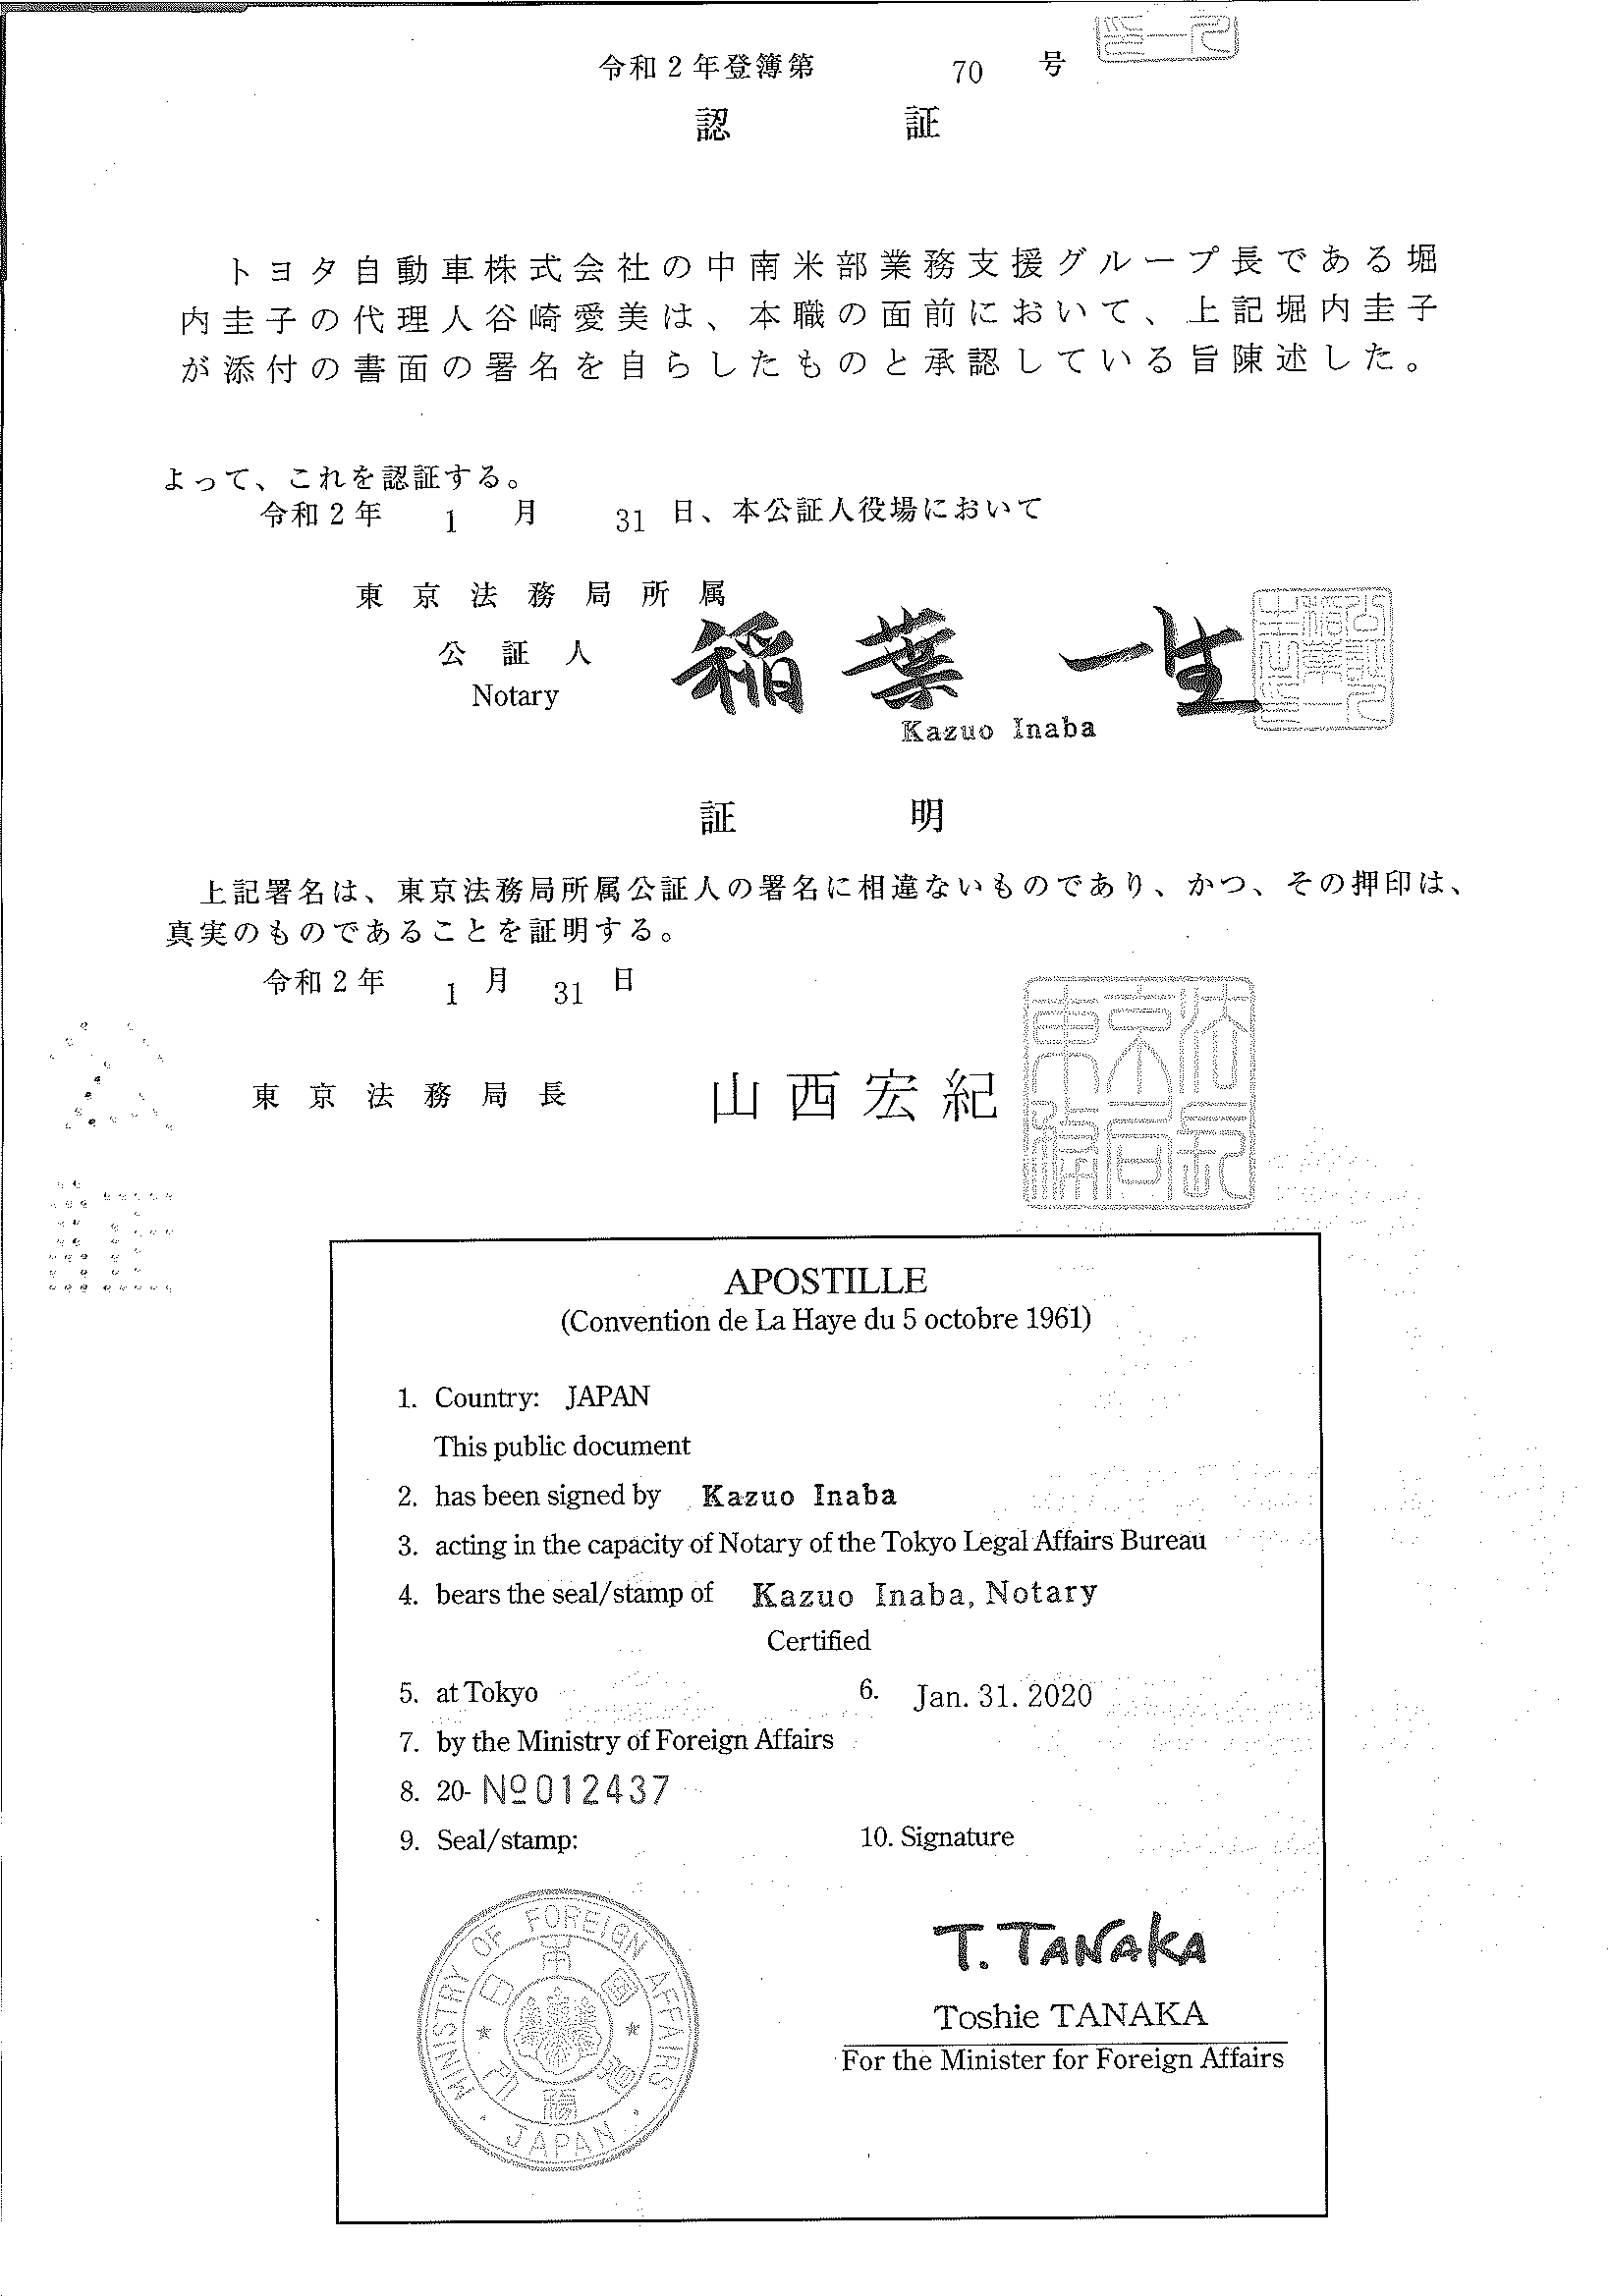 令和2年登簿第 70 号
認 証
トヨタ自動車株式会社の中南米部業務支援グループ長である堀
内圭子の代理人谷崎愛美は、本職の面前において、上記堀内圭子
が添付の書面の署名を自らしたものと承認している旨陳述した。
よって、これを認証する。
令和2年 1 月 31 日、本公証人役場において
東京法務局所属
公証人 稲葉 一生
Notary
Kazuo Inaba
証 明
上記署名は、東京法務局所属公証人の署名に相違ないものであり、かつ、その押印は、
真実のものであることを証明する。
令和2年 1 月 31 日
東京法務局長 山西宏紀
APOSTILLE
(Convention de La Haye du 5 octobre 1961)
1. Country: JAPAN
This public document
2. has been signed by Kazuo Inaba
3. acting in the capacity of Notary of the Tokyo Legal Affairs Bureau
4. bears the seal/stamp of Kazuo Inaba, Notary
Certified
5. at Tokyo 6. Jan. 31. 2020
7. by the Ministry of Foreign Affairs
8. 20- Nº012437
9. Seal/stamp: 10. Signature
MINISTRY OF FOREIGN AFFAIRS
JAPAN
T. TANAKA
Toshie TANAKA
For the Minister for Foreign Affairs